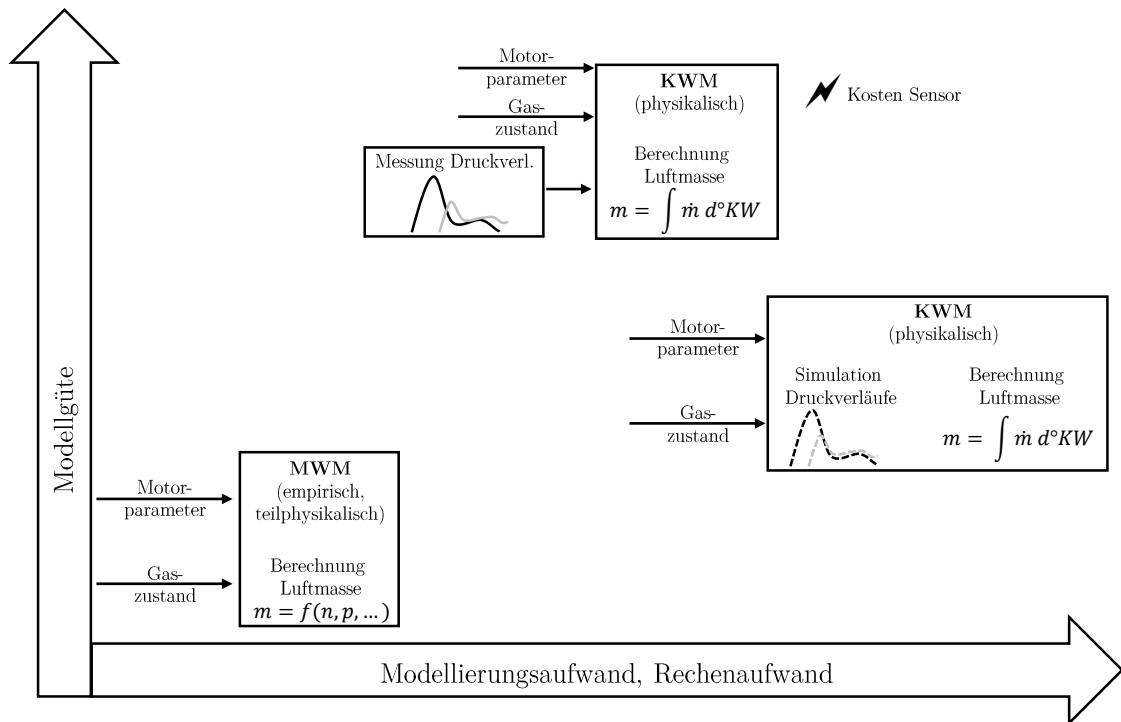 Motor-
parameter
Gas-
zustand
Messung Druckverl.
KWM
(physikalisch)
Berechnung
Luftmasse
m = ∫ ṁ d°KW
Kosten Sensor
Motor-
parameter
Gas-
zustand
KWM
(physikalisch)
Simulation
Druckverläufe
Berechnung
Luftmasse
m = ∫ ṁ d°KW
Modellgüte
Motor-
parameter
Gas-
zustand
MWM
(empirisch,
teilphysikalisch)
Berechnung
Luftmasse
m = f(n, p, …)
Modellierungsaufwand, Rechenaufwand